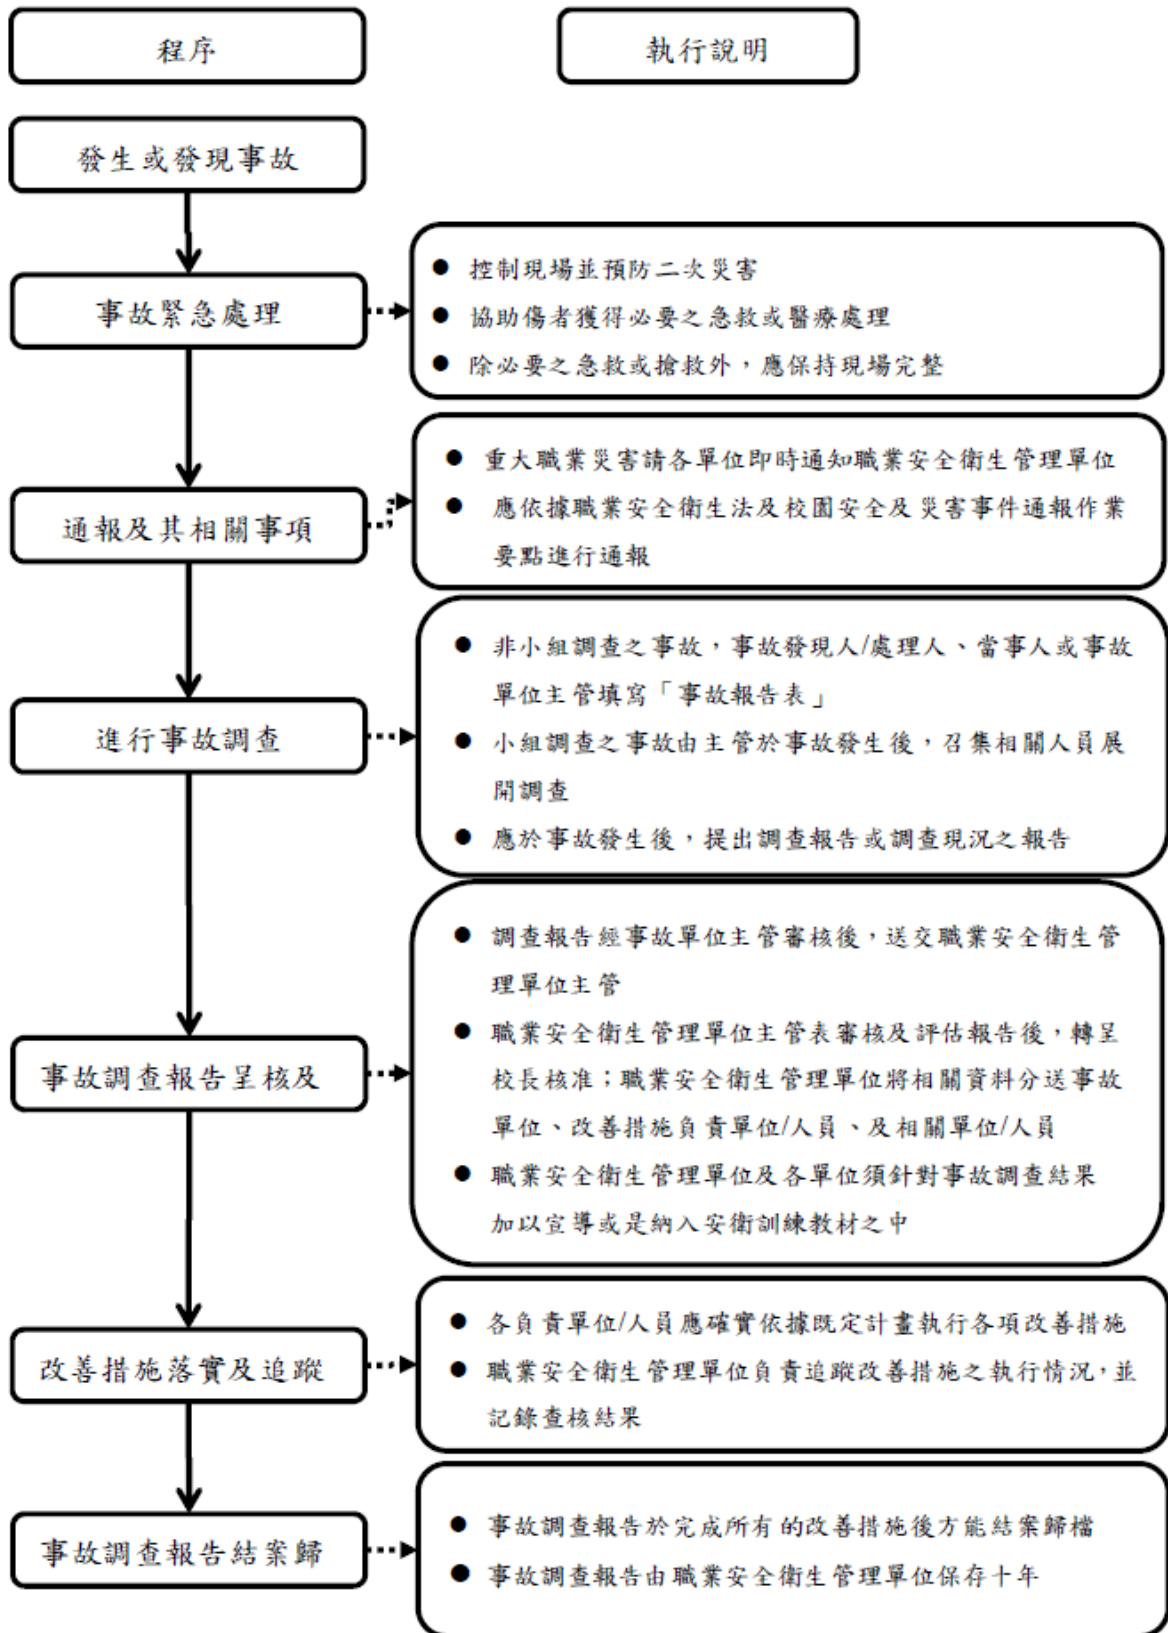 程序
執行說明
發生或發現事故
事故緊急處理
● 控制現場並預防二次災害
● 協助傷者獲得必要之急救或醫療處理
● 除必要之急救或搶救外，應保持現場完整
通報及其相關事項
● 重大職業災害請各單位即時通知職業安全衛生管理單位
● 應依據職業安全衛生法及校園安全及災害事件通報作業
要點進行通報
進行事故調查
● 非小組調查之事故，事故發現人/處理人、當事人或事故
單位主管填寫「事故報告表」
● 小組調查之事故由主管於事故發生後，召集相關人員展
開調查
● 應於事故發生後，提出調查報告或調查現況之報告
事故調查報告呈核及
● 調查報告經事故單位主管審核後，送交職業安全衛生管
理單位主管
● 職業安全衛生管理單位主管表審核及評估報告後，轉呈
校長核准；職業安全衛生管理單位將相關資料分送事故
單位、改善措施負責單位/人員、及相關單位/人員
● 職業安全衛生管理單位及各單位須針對事故調查結果
加以宣導或是納入安衛訓練教材之中
改善措施落實及追蹤
● 各負責單位/人員應確實依據既定計畫執行各項改善措施
● 職業安全衛生管理單位負責追蹤改善措施之執行情況，並
記錄查核結果
事故調查報告結案歸
● 事故調查報告於完成所有的改善措施後方能結案歸檔
● 事故調查報告由職業安全衛生管理單位保存十年